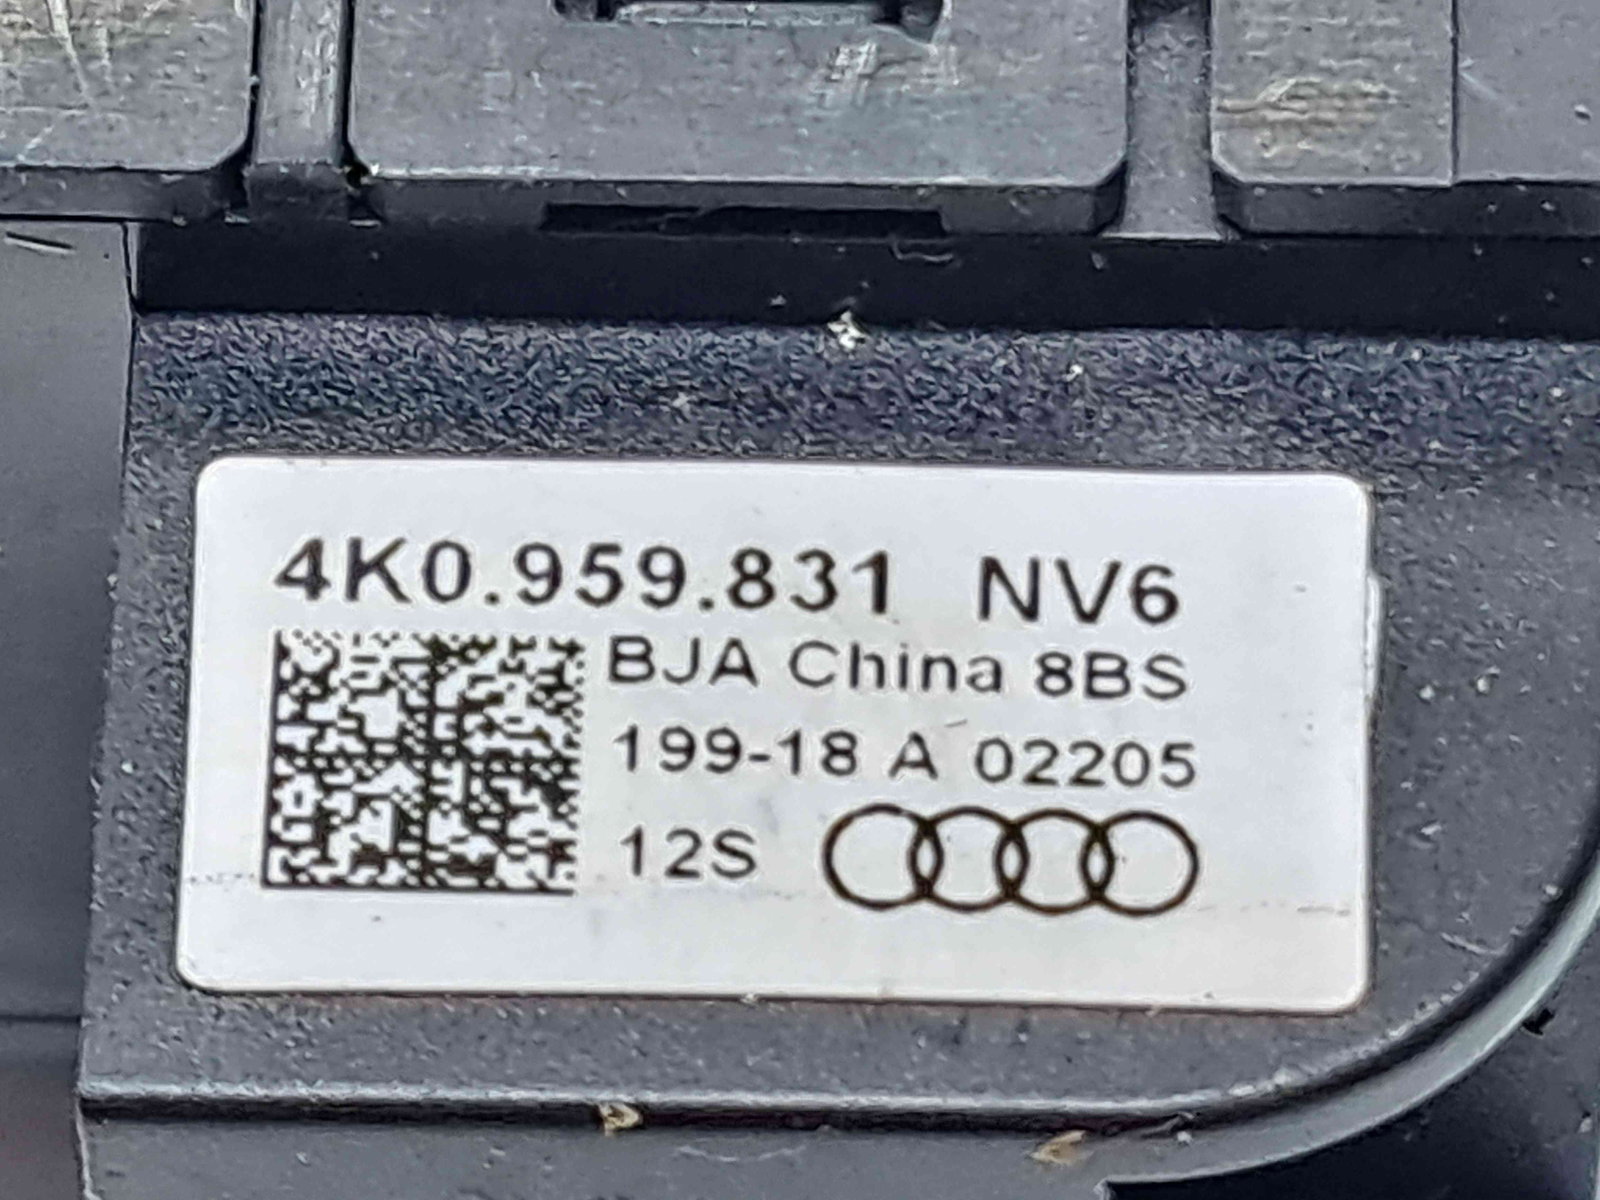 4K0.959.831 NV6
BJA China 8BS
199-18 A 02205
12S